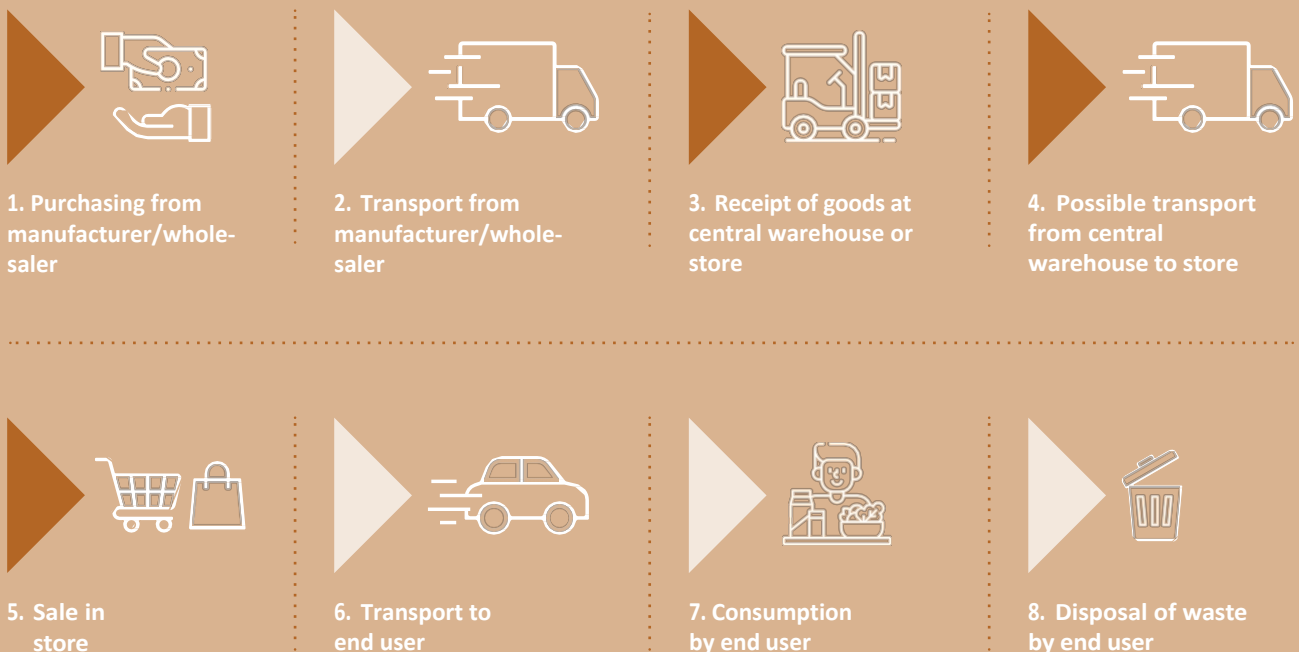 1. Purchasing from
manufacturer/whole-
saler
2. Transport from
manufacturer/whole-
saler
3. Receipt of goods at
central warehouse or
store
4. Possible transport
from central
warehouse to store
5. Sale in
store
6. Transport to
end user
7. Consumption
by end user
8. Disposal of waste
by end user